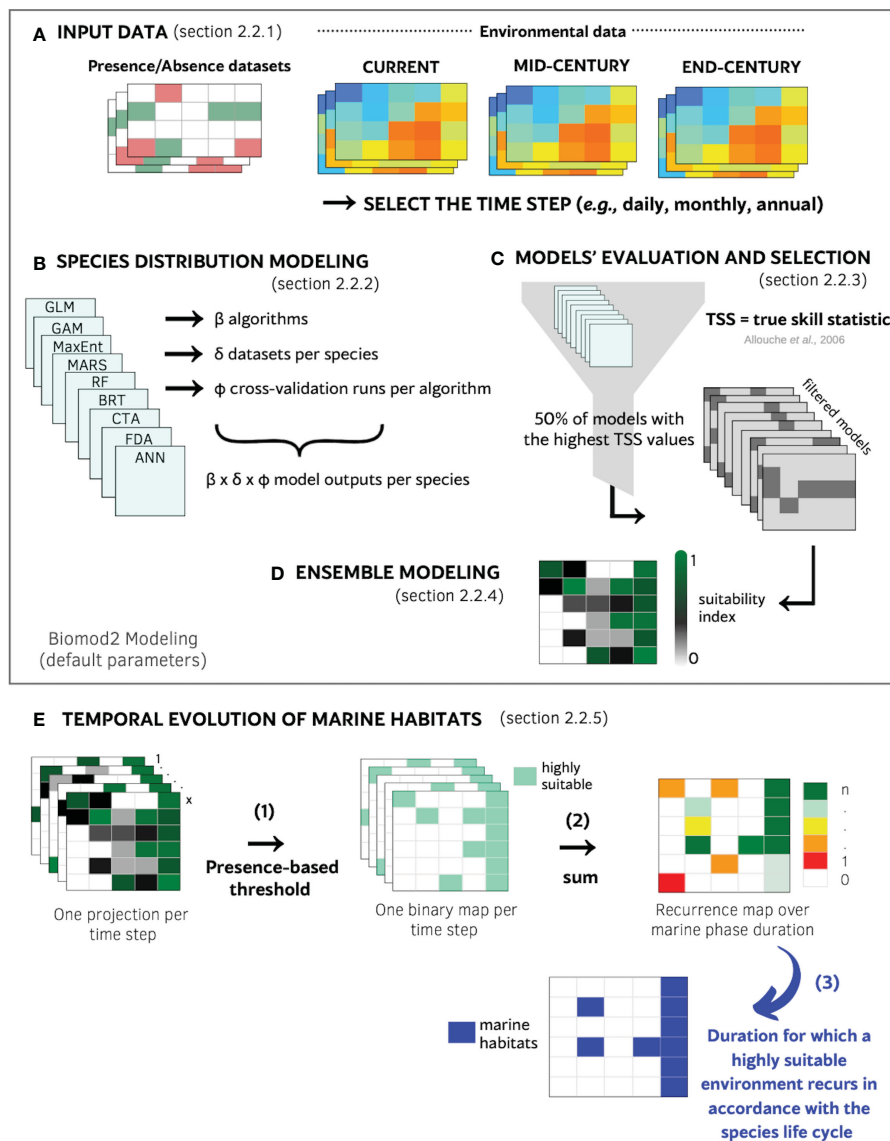 A INPUT DATA (section 2.2.1)
Environmental data
Presence/Absence datasets
CURRENT
MID-CENTURY
END-CENTURY
SELECT THE TIME STEP (e.g., daily, monthly, annual)
B SPECIES DISTRIBUTION MODELING
(section 2.2.2)
GLM
GAM
MaxEnt
MARS
RF
BRT
CTA
FDA
ANN
β algorithms
δ datasets per species
ϕ cross-validation runs per algorithm
β x δ x ϕ model outputs per species
C MODELS' EVALUATION AND SELECTION
(section 2.2.3)
TSS = true skill statistic
Allouche et al., 2006
50% of models with
the highest TSS values
filtered models
D ENSEMBLE MODELING
(section 2.2.4)
1
suitability
index
0
Biomod2 Modeling
(default parameters)
E TEMPORAL EVOLUTION OF MARINE HABITATS (section 2.2.5)
1
x
One projection per
time step
(1)
Presence-based
threshold
highly
suitable
One binary map per
time step
(2)
sum
n
.
.
.
1
0
Recurrence map over
marine phase duration
(3)
marine
habitats
Duration for which a
highly suitable
environment recurs in
accordance with the
species life cycle